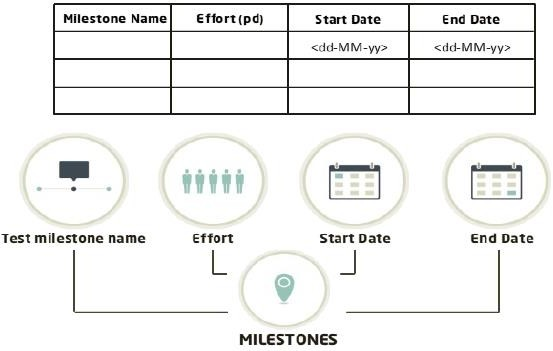 Milestone Name Effort (pd) Start Date End Date
<dd-MM-yy> <dd-MM-yy>
Test milestone name Effort Start Date End Date
MILESTONES